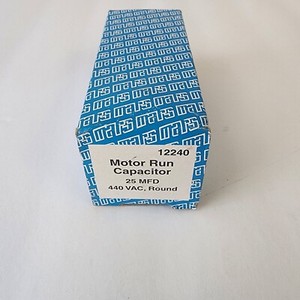 12240
Motor Run
Capacitor
25 MFD
440 VAC, Round